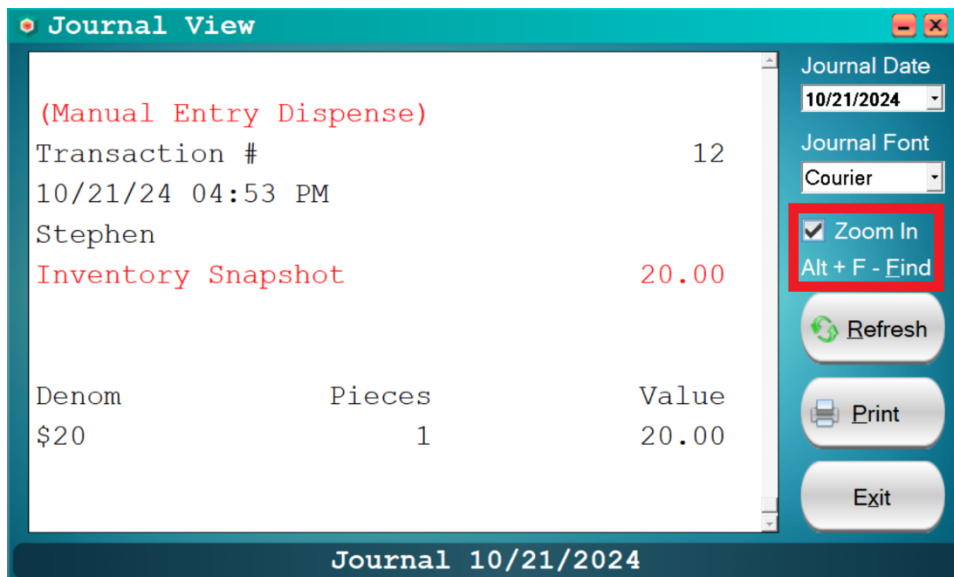 Journal View
(Manual Entry Dispense)
Transaction # 12
10/21/24 04:53 PM
Stephen
Inventory Snapshot 20.00
Denom Pieces Value
$20 1 20.00
Journal Date
10/21/2024
Journal Font
Courier
Zoom In
Alt + F - Find
Refresh
Print
Exit
Journal 10/21/2024